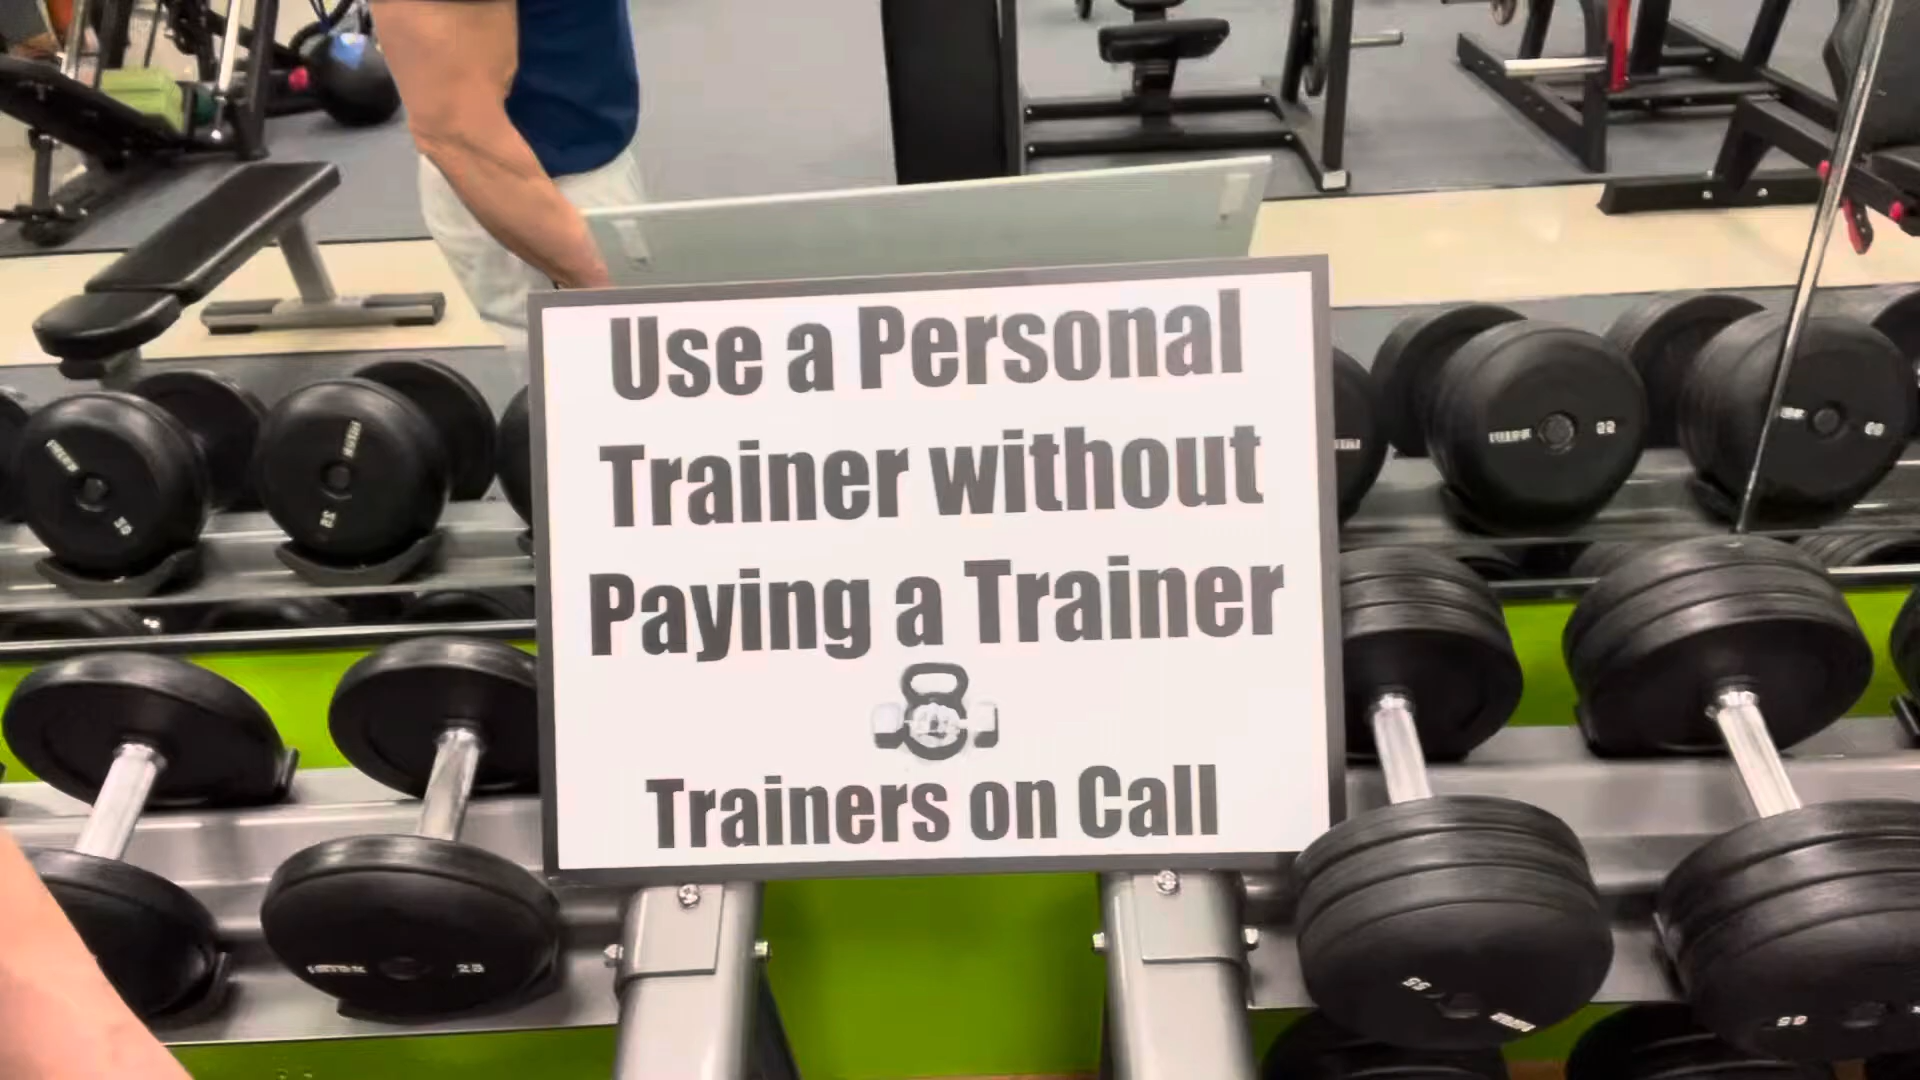 Use a Personal
Trainer without
Paying a Trainer
Trainers on Call